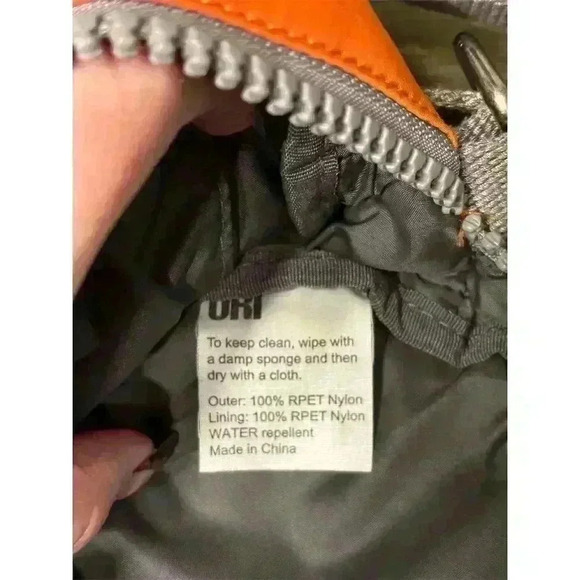 ORI
To keep clean, wipe with
a damp sponge and then
dry with a cloth.
Outer: 100% RPET Nylon
Lining: 100% RPET Nylon
WATER repellent
Made in China